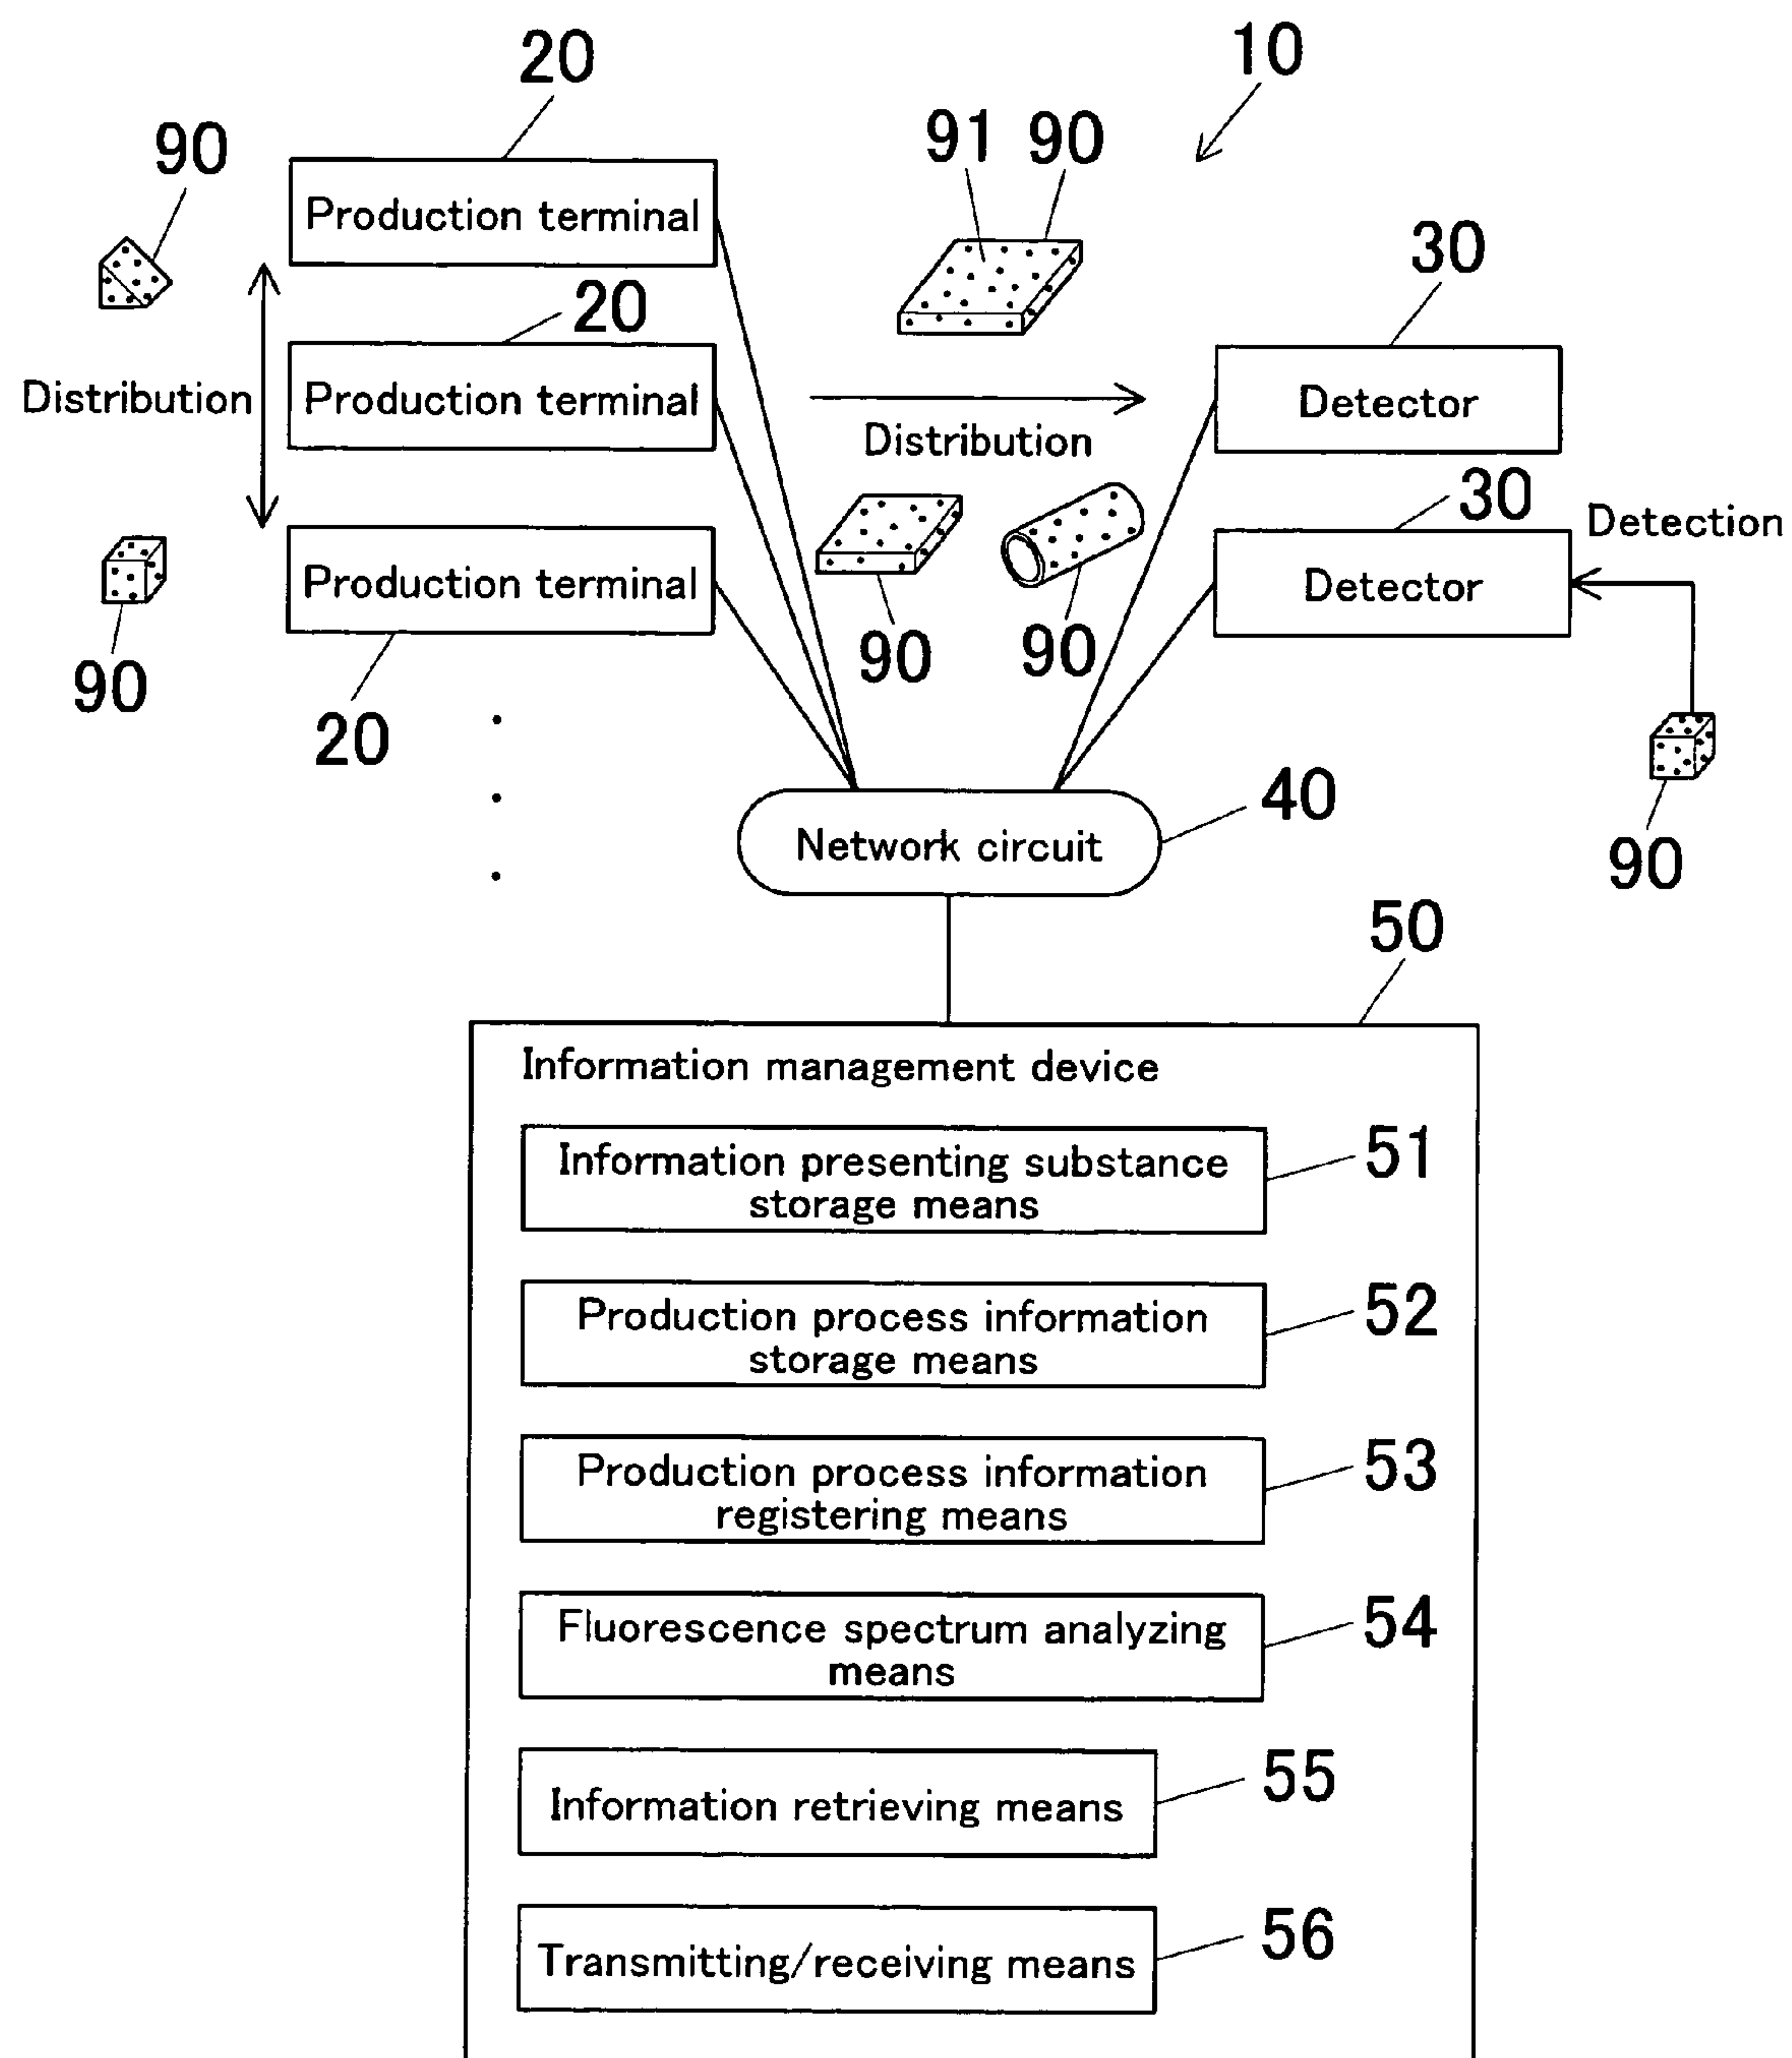 20
10
90
91 90
Production terminal
30
20
Distribution
Production terminal
Detector
Distribution
30
Detection
Production terminal
Detector
90
90
90
20
40
Network circuit
90
50
Information management device
Information presenting substance
storage means
51
Production process information
storage means
52
Production process information
registering means
53
Fluorescence spectrum analyzing
means
54
Information retrieving means
55
Transmitting/receiving means
56